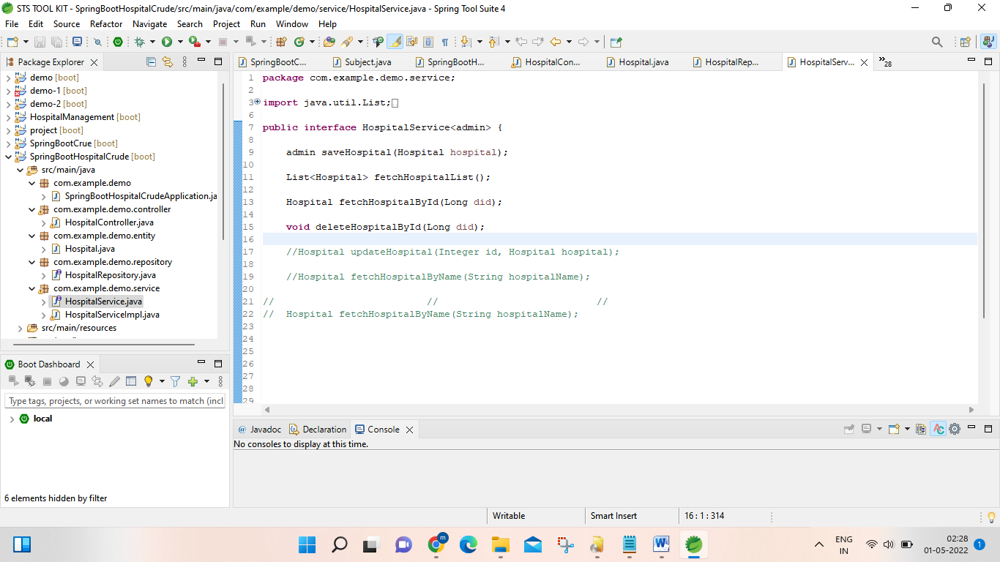 STS TOOL KIT - SpringBootHospitalCrude/src/main/java/com/example/demo/service/HospitalService.java - Spring Tool Suite 4
File Edit Source Refactor Navigate Search Project Run Window Help
Package Explorer
demo [boot]
demo-1 [boot]
demo-2 [boot]
HospitalManagement [boot]
project [boot]
SpringBootCrue [boot]
SpringBootHospitalCrude [boot]
src/main/java
com.example.demo
SpringBootHospitalCrudeApplication.ja
com.example.demo.controller
HospitalController.java
com.example.demo.entity
Hospital.java
com.example.demo.repository
HospitalRepository.java
com.example.demo.service
HospitalService.java
HospitalServiceImpl.java
src/main/resources
Boot Dashboard
Type tags, projects, or working set names to match (incl
local
6 elements hidden by filter
SpringBootC... Subject.java SpringBootH... HospitalCon... Hospital.java HospitalRep... HospitalServ... »28
1 package com.example.demo.service;
2
3 import java.util.List;
6
7 public interface HospitalService<admin> {
8
9 admin saveHospital(Hospital hospital);
10
11 List<Hospital> fetchHospitalList();
12
13 Hospital fetchHospitalById(Long did);
14
15 void deleteHospitalById(Long did);
16
17 //Hospital updateHospital(Integer id, Hospital hospital);
18
19 //Hospital fetchHospitalByName(String hospitalName);
20
21 // // //
22 // Hospital fetchHospitalByName(String hospitalName);
23
24
25
26
27
28
29
@ Javadoc Declaration Console
No consoles to display at this time.
Writable Smart Insert 16 : 1 : 314
ENG
IN
02:28
01-05-2022
1